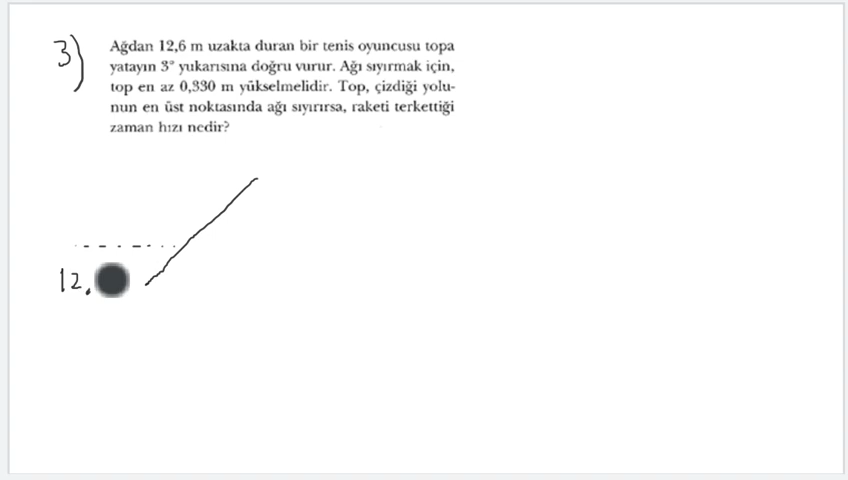 3) Ağdan 12,6 m uzakta duran bir tenis oyuncusu topa
yatayın 3° yukarısına doğru vurur. Ağı sıyırmak için,
top en az 0,330 m yükselmelidir. Top, çizdiği yolu-
nun en üst noktasında ağı sıyırırsa, raketi terkettiği
zaman hızı nedir?
12.